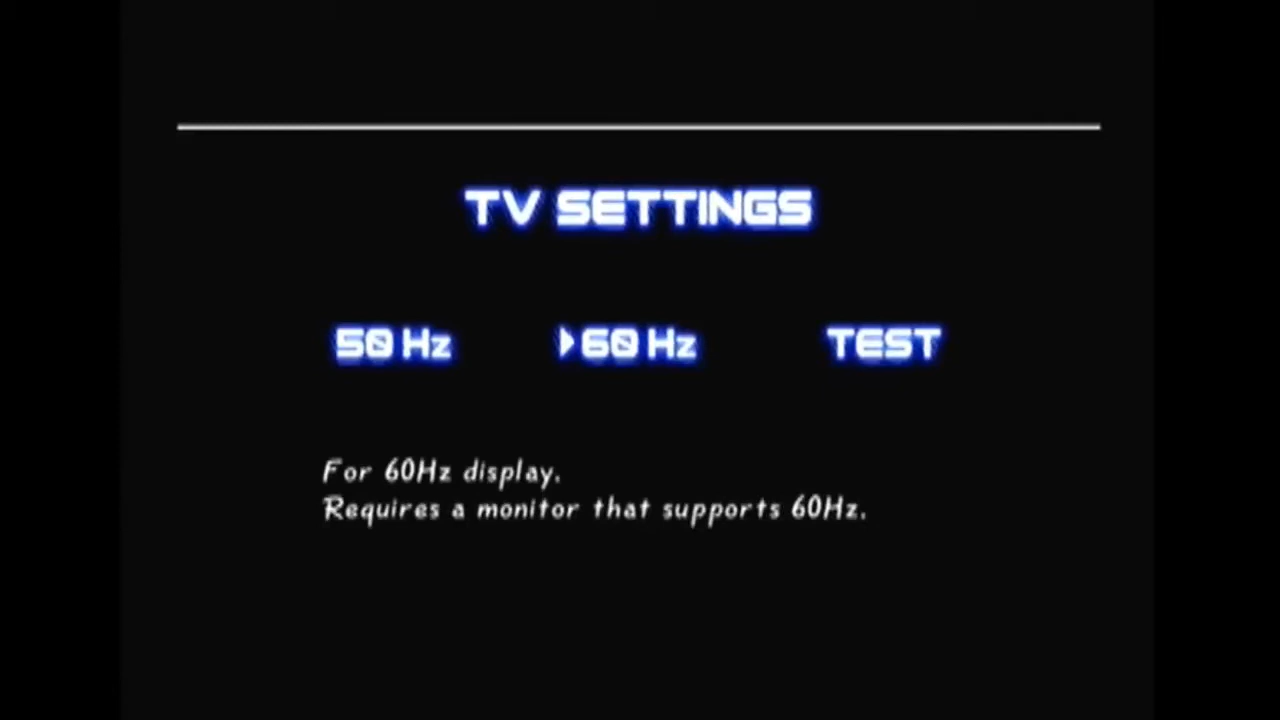 TV SETTINGS
50 Hz ▶60 Hz TEST
For 60Hz display.
Requires a monitor that supports 60Hz.